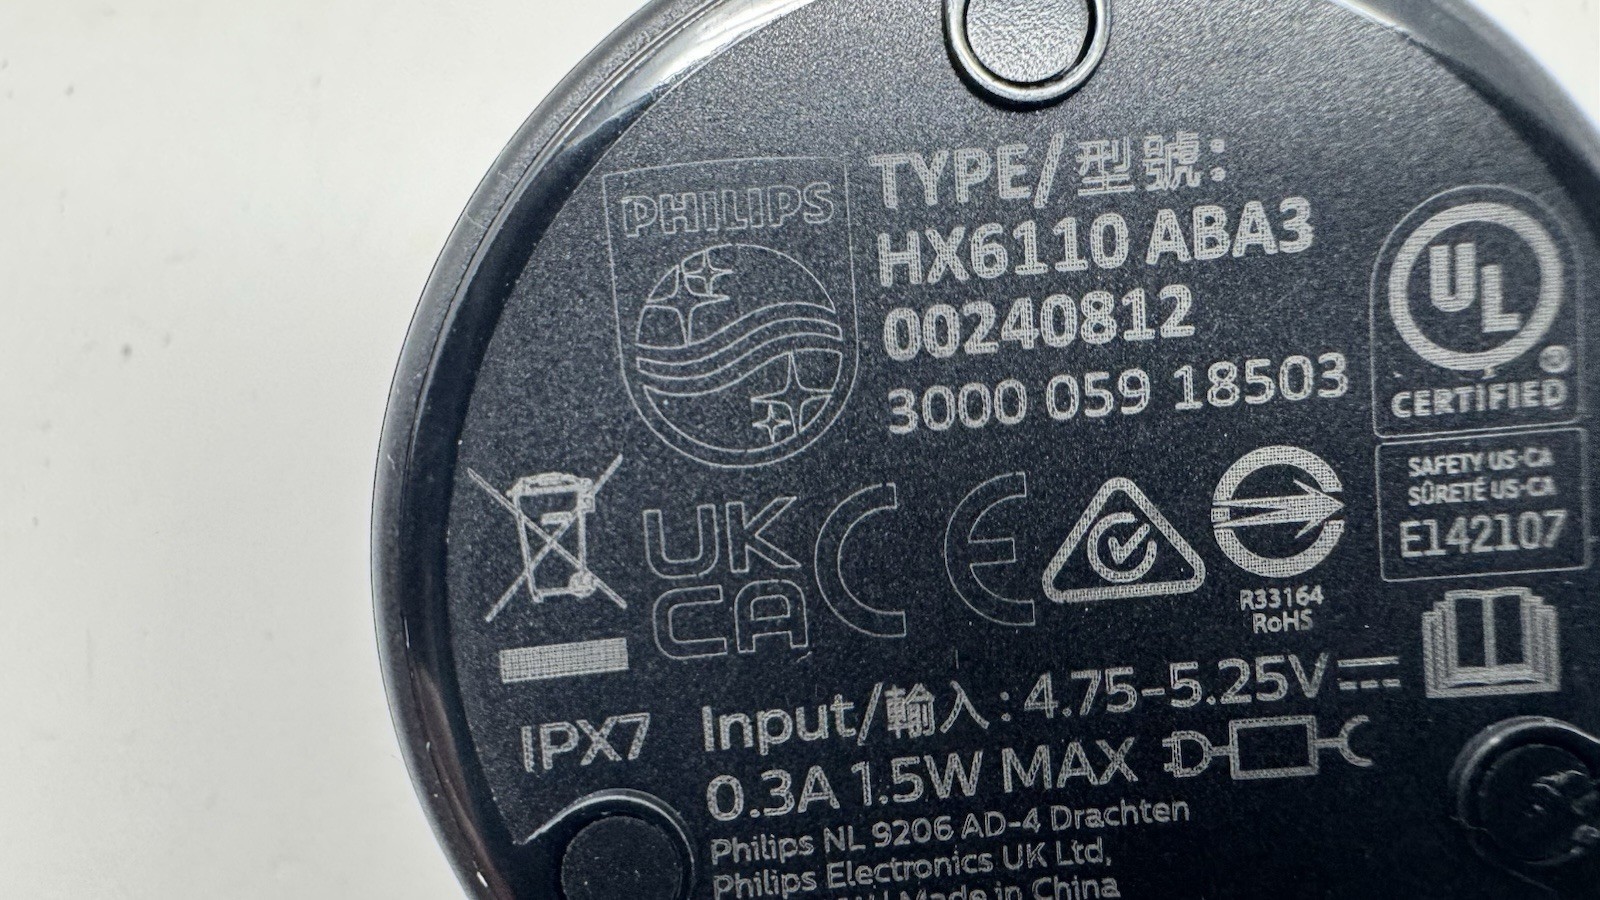 PHILIPS
TYPE/型號:
HX6110 ABA3
00240812
3000 059 18503
UL
®
CERTIFIED
SAFETY US-CA
SÛRETÉ US-CA
E142107
UK
CA
CE
R33164
RoHS
IPX7
Input/輸入: 4.75-5.25V⎓
0.3A 1.5W MAX
Philips NL 9206 AD-4 Drachten
Philips Electronics UK Ltd,
Made in China